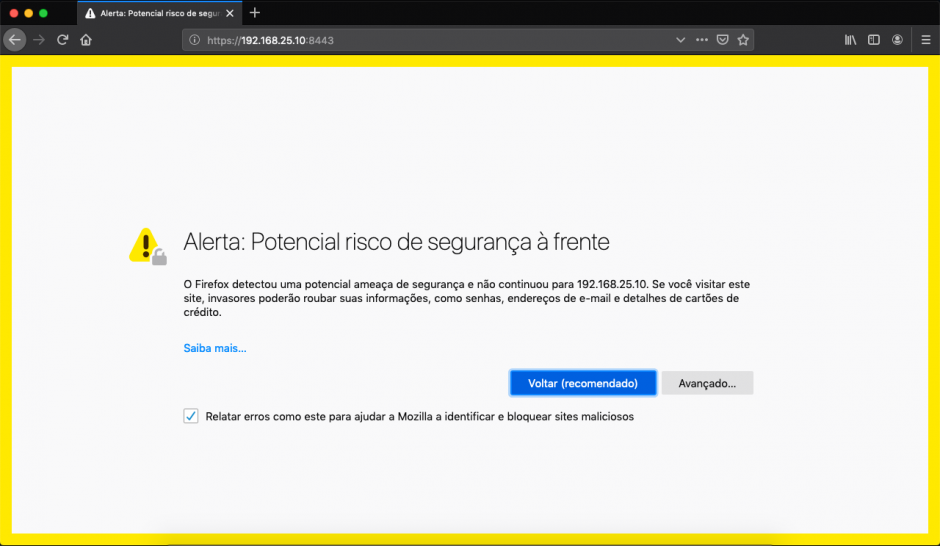 Alerta: Potencial risco de segur
https://192.168.25.10:8443
Alerta: Potencial risco de segurança à frente
O Firefox detectou uma potencial ameaça de segurança e não continuou para 192.168.25.10. Se você visitar este
site, invasores poderão roubar suas informações, como senhas, endereços de e-mail e detalhes de cartões de
crédito.
Saiba mais...
Voltar (recomendado)
Avançado...
Relatar erros como este para ajudar a Mozilla a identificar e bloquear sites maliciosos